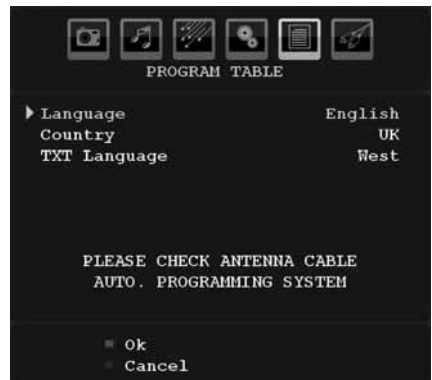 PROGRAM TABLE
Language English
Country UK
TXT Language West
PLEASE CHECK ANTENNA CABLE
AUTO. PROGRAMMING SYSTEM
Ok
Cancel